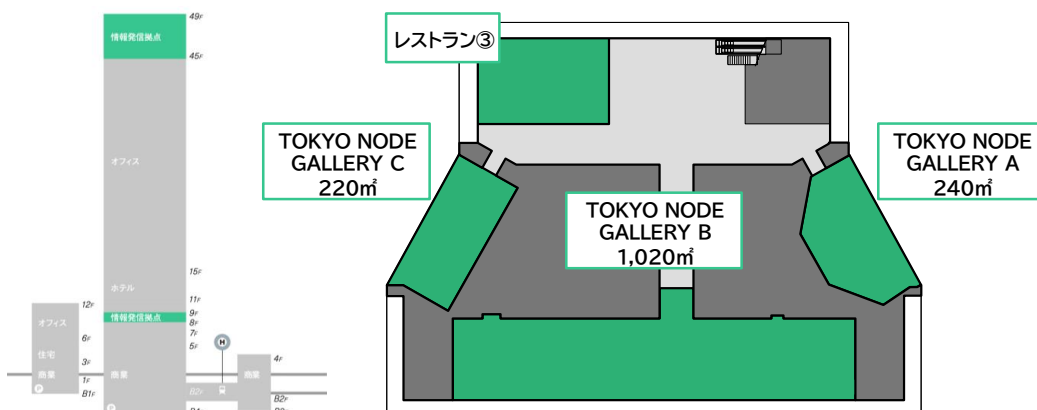 49F
情報発信拠点
45F
オフィス
15F
ホテル
11F
9F
情報発信拠点
8F
7F
5F
12F
オフィス
6F
住宅
3F
商業
1F
P
B1F
商業
P
H
B2F
4F
商業
B2F
レストラン③
TOKYO NODE
GALLERY C
220㎡
TOKYO NODE
GALLERY B
1,020㎡
TOKYO NODE
GALLERY A
240㎡